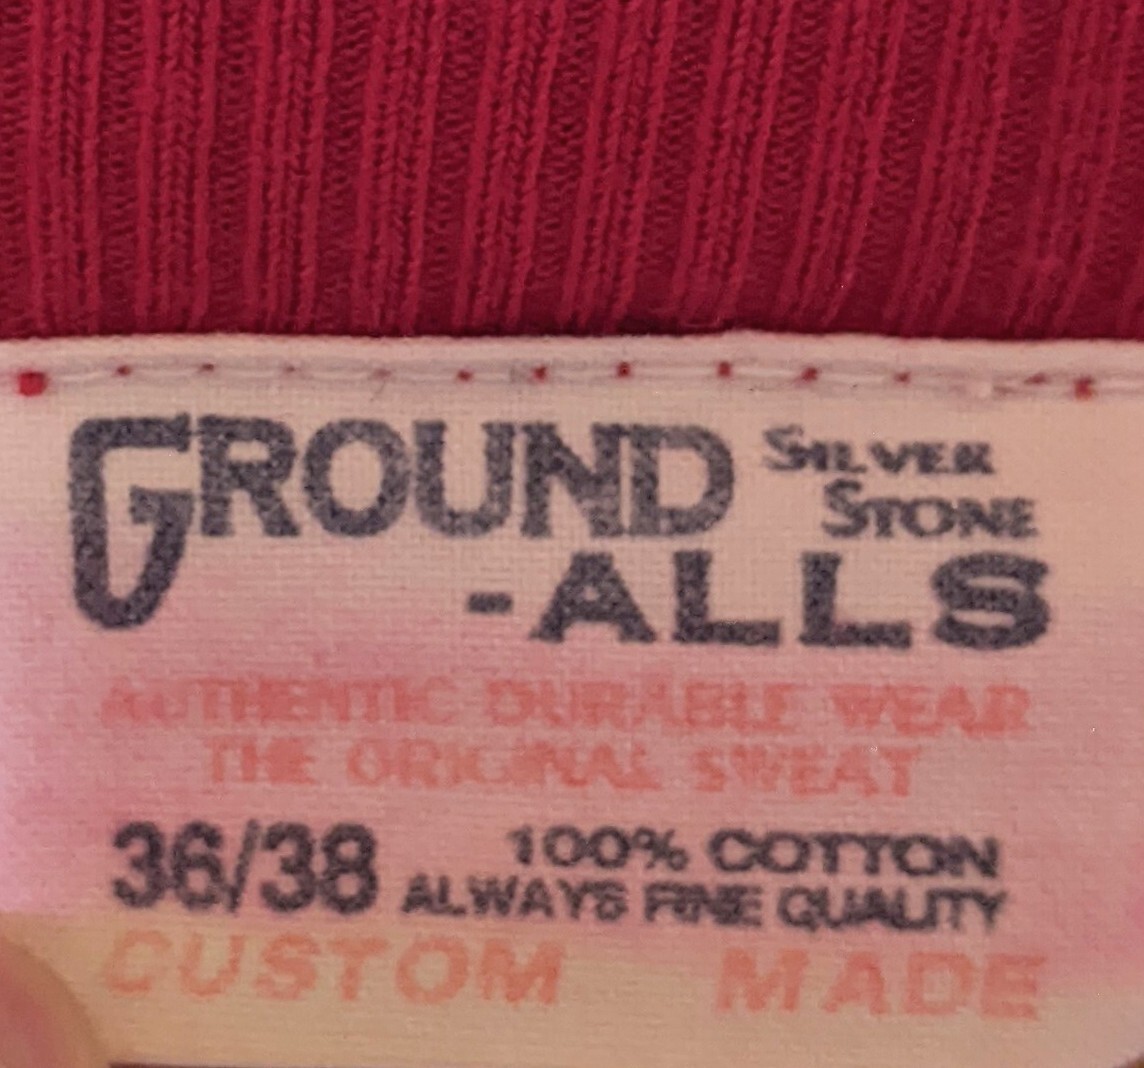 GROUND SILVER
STONE
-ALLS
AUTHENTIC DURABLE WEAR
THE ORIGINAL SWEAT
36/38 100% COTTON
ALWAYS FINE QUALITY
CUSTOM MADE